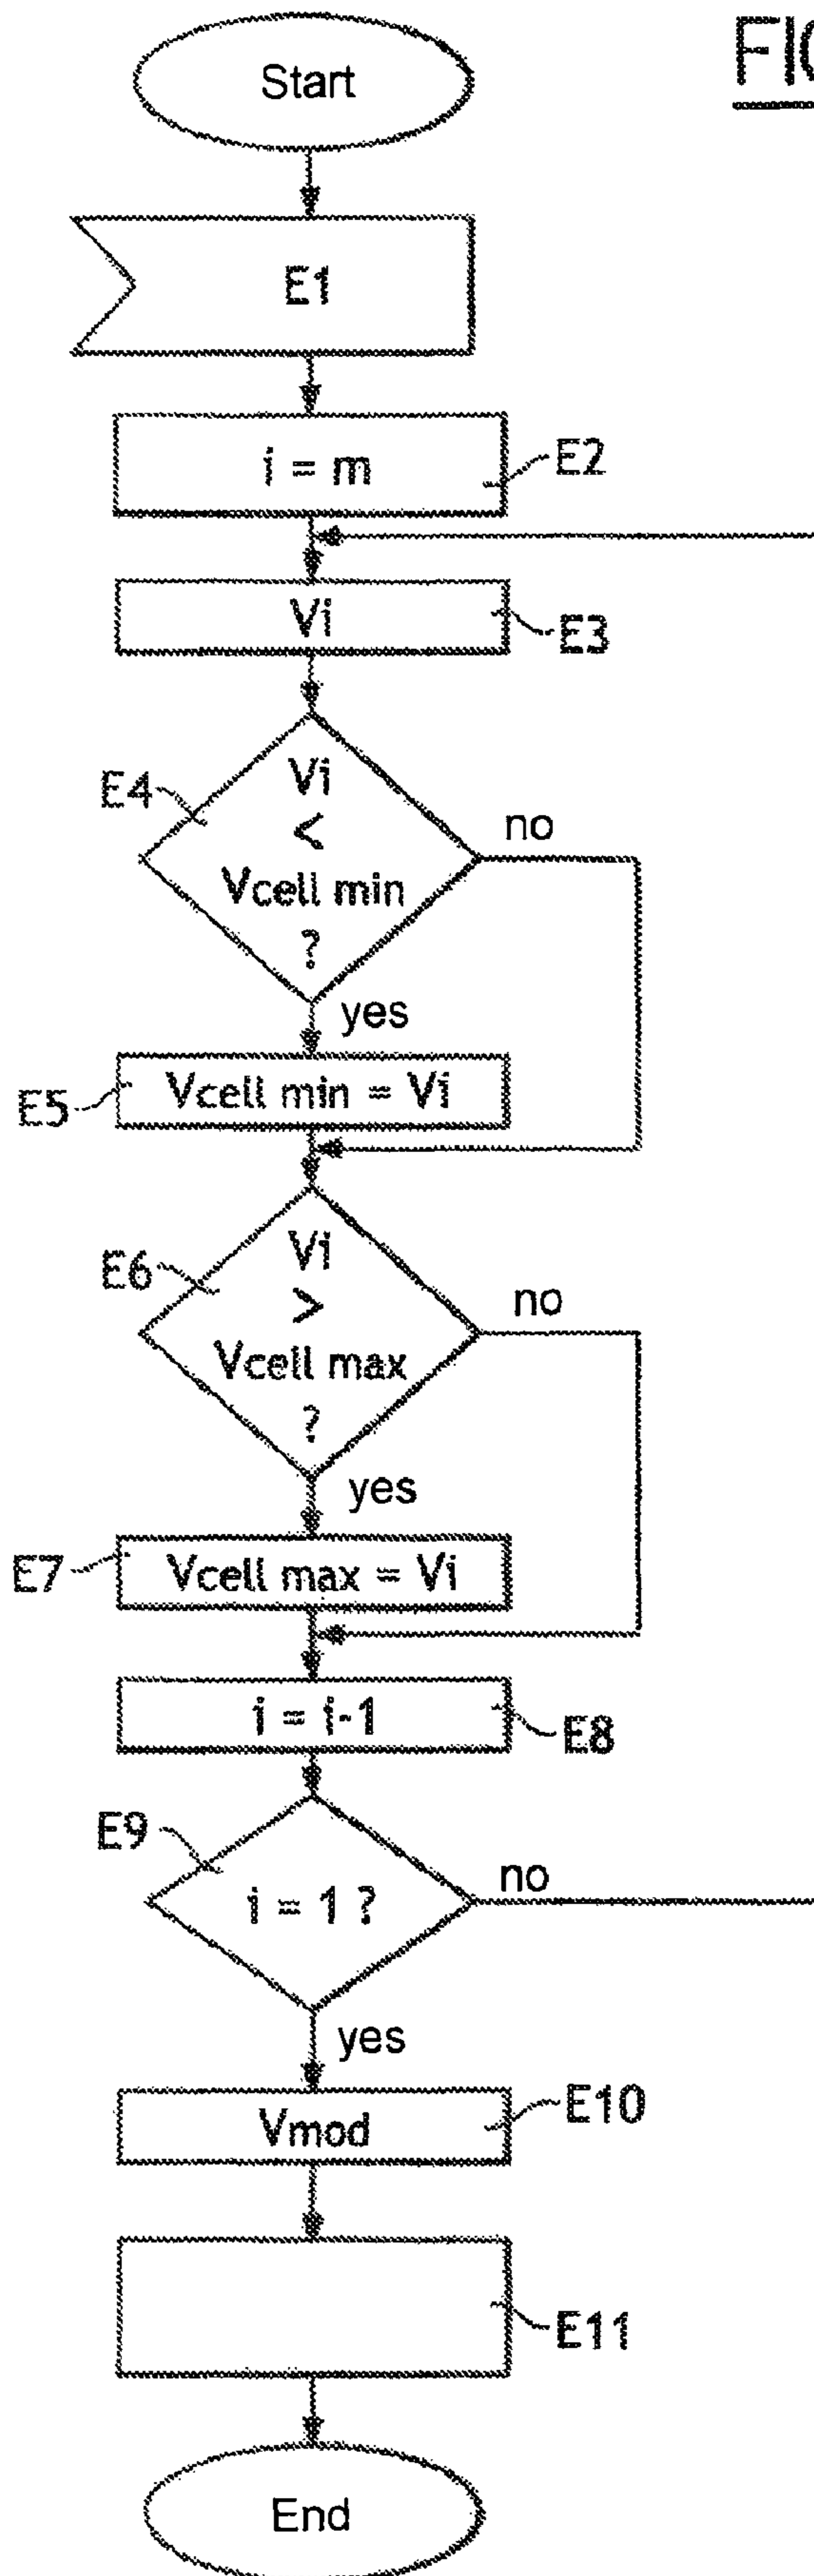 Start
E1
i = m
E2
Vi
E3
E4
Vi
<
Vcell min
?
no
yes
E5
Vcell min = Vi
E6
Vi
>
Vcell max
?
no
yes
E7
Vcell max = Vi
i = i-1
E8
E9
i = 1 ?
no
yes
Vmod
E10
E11
End